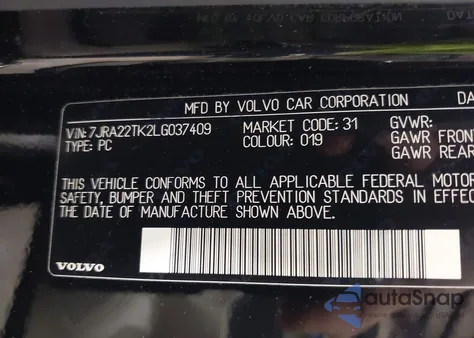 MFD BY VOLVO CAR CORPORATION DA
VIN: 7JRA22TK2LG037409 MARKET CODE: 31 GVWR:
TYPE: PC COLOUR: 019 GAWR FRONT
GAWR REAR
THIS VEHICLE CONFORMS TO ALL APPLICABLE FEDERAL MOTOR
SAFETY, BUMPER AND THEFT PREVENTION STANDARDS IN EFFEC
THE DATE OF MANUFACTURE SHOWN ABOVE.
VOLVO
autoSnap